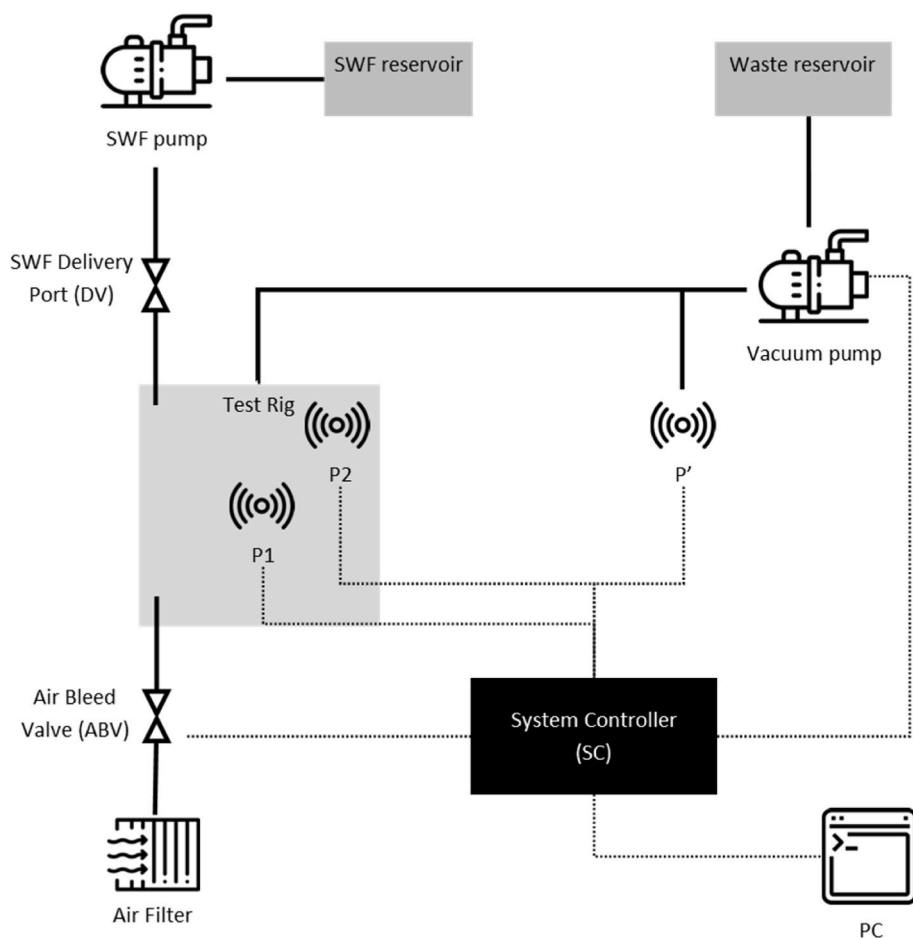 SWF reservoir
Waste reservoir
SWF pump
SWF Delivery
Port (DV)
Vacuum pump
Test Rig
P2
P'
P1
Air Bleed
Valve (ABV)
System Controller
(SC)
Air Filter
PC